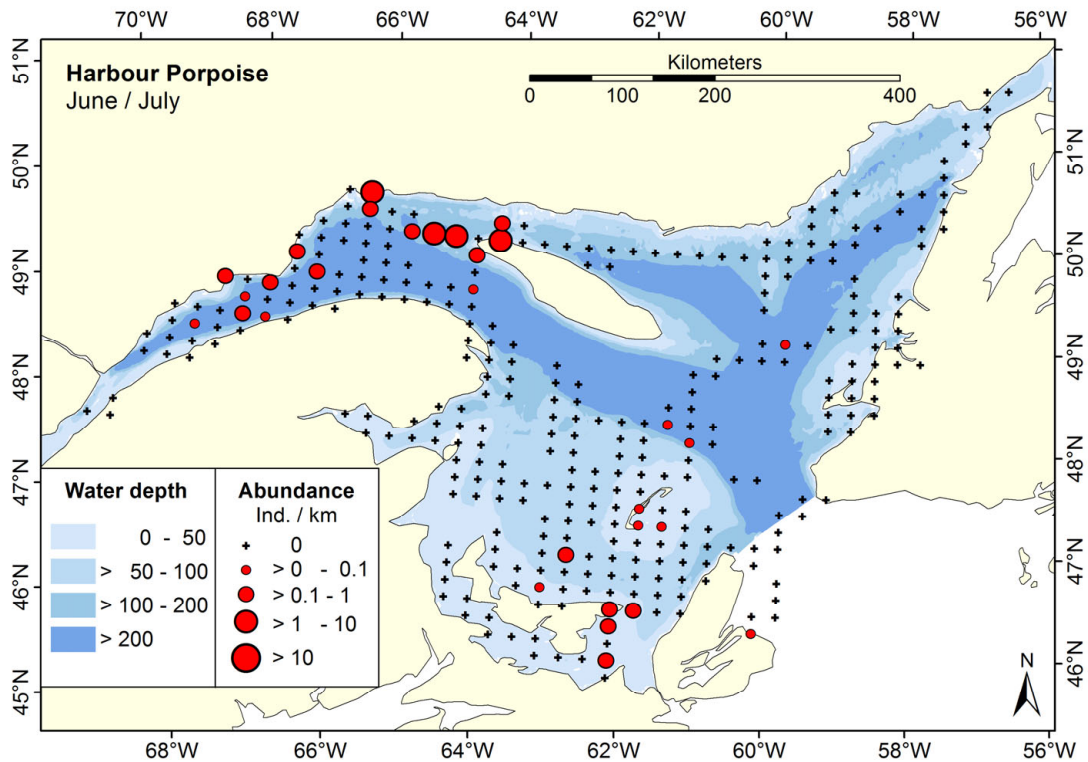 70°W 68°W 66°W 64°W 62°W 60°W 58°W 56°W
51°N
50°N
49°N
48°N
47°N
46°N
45°N
Harbour Porpoise
June / July
Kilometers
0 100 200 400
51°N
50°N
49°N
48°N
47°N
46°N
45°N
Water depth
0 - 50
> 50 - 100
> 100 - 200
> 200
Abundance
Ind. / km
0
> 0 - 0.1
> 0.1 - 1
> 1 - 10
> 10
N
68°W 66°W 64°W 62°W 60°W 58°W 56°W